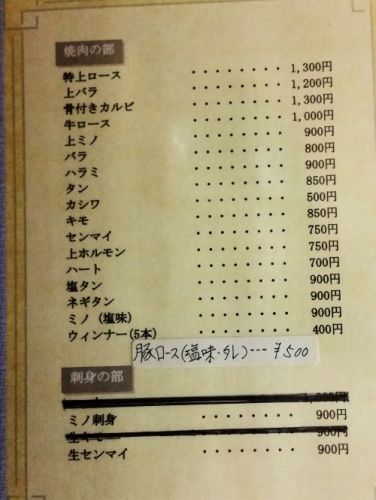 焼肉の部
特上ロース ・・・・・・・・ 1,300円
上バラ ・・・・・・・・ 1,200円
骨付きカルビ ・・・・・・・・ 1,300円
牛ロース ・・・・・・・・ 1,000円
上ミノ ・・・・・・・・ 900円
バラ ・・・・・・・・ 800円
ハラミ ・・・・・・・・ 900円
タン ・・・・・・・・ 850円
カシワ ・・・・・・・・ 500円
キモ ・・・・・・・・ 850円
センマイ ・・・・・・・・ 750円
上ホルモン ・・・・・・・・ 750円
ハート ・・・・・・・・ 700円
塩タン ・・・・・・・・ 900円
ネギタン ・・・・・・・・ 900円
ミノ（塩味） ・・・・・・・・ 900円
ウィンナー(5本) ・・・・・・・・ 400円
豚ロース(塩味・タレ)---¥500
刺身の部
ミノ刺身 ・・・・・・・・ 900円
生キモ 900円
生センマイ ・・・・・・・・ 900円